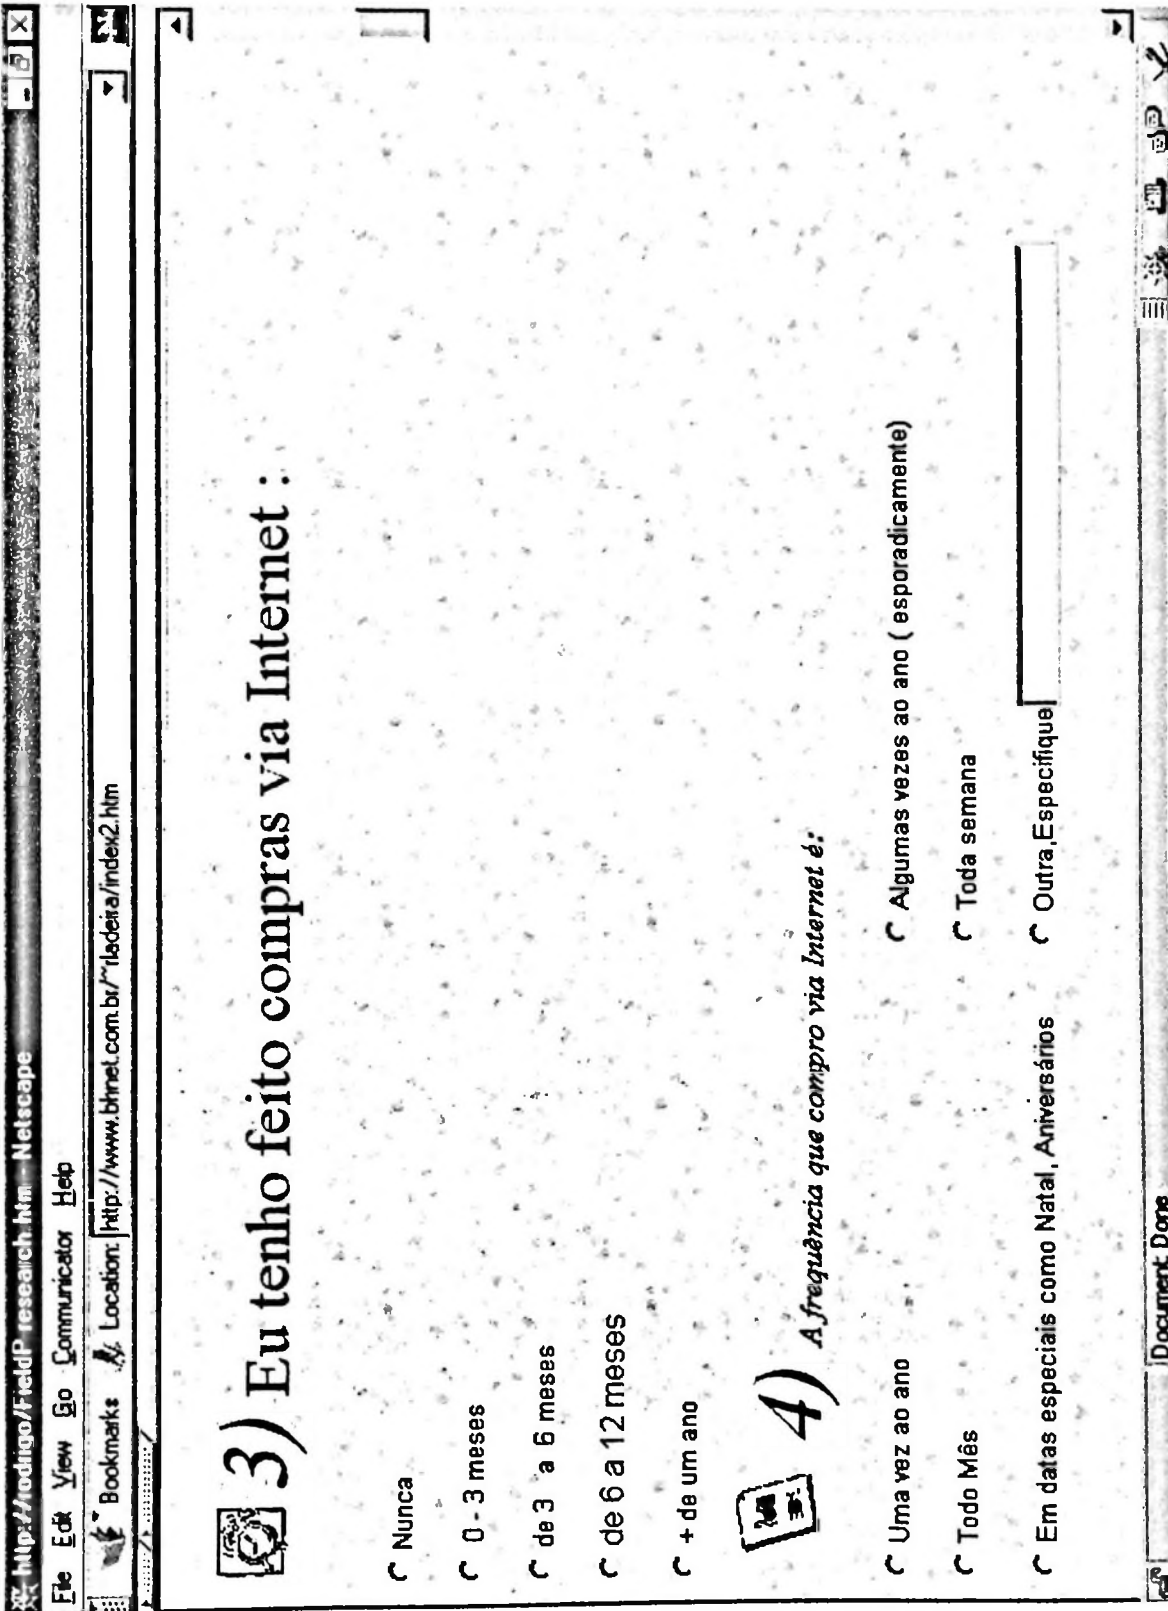 http://rodrigo/FieldP research.htm - Netscape
File Edit View Go Communicator Help
Bookmarks Location: http://www.bhnet.com.br/~rladeira/index2.htm
3) Eu tenho feito compras via Internet :
Nunca
0 - 3 meses
de 3 a 6 meses
de 6 a 12 meses
+ de um ano
4) A frequência que compro via Internet é:
Uma vez ao ano Algumas vezes ao ano ( esporadicamente)
Todo Mês Toda semana
Em datas especiais como Natal, Aniversários Outra,Especifique
Document Done